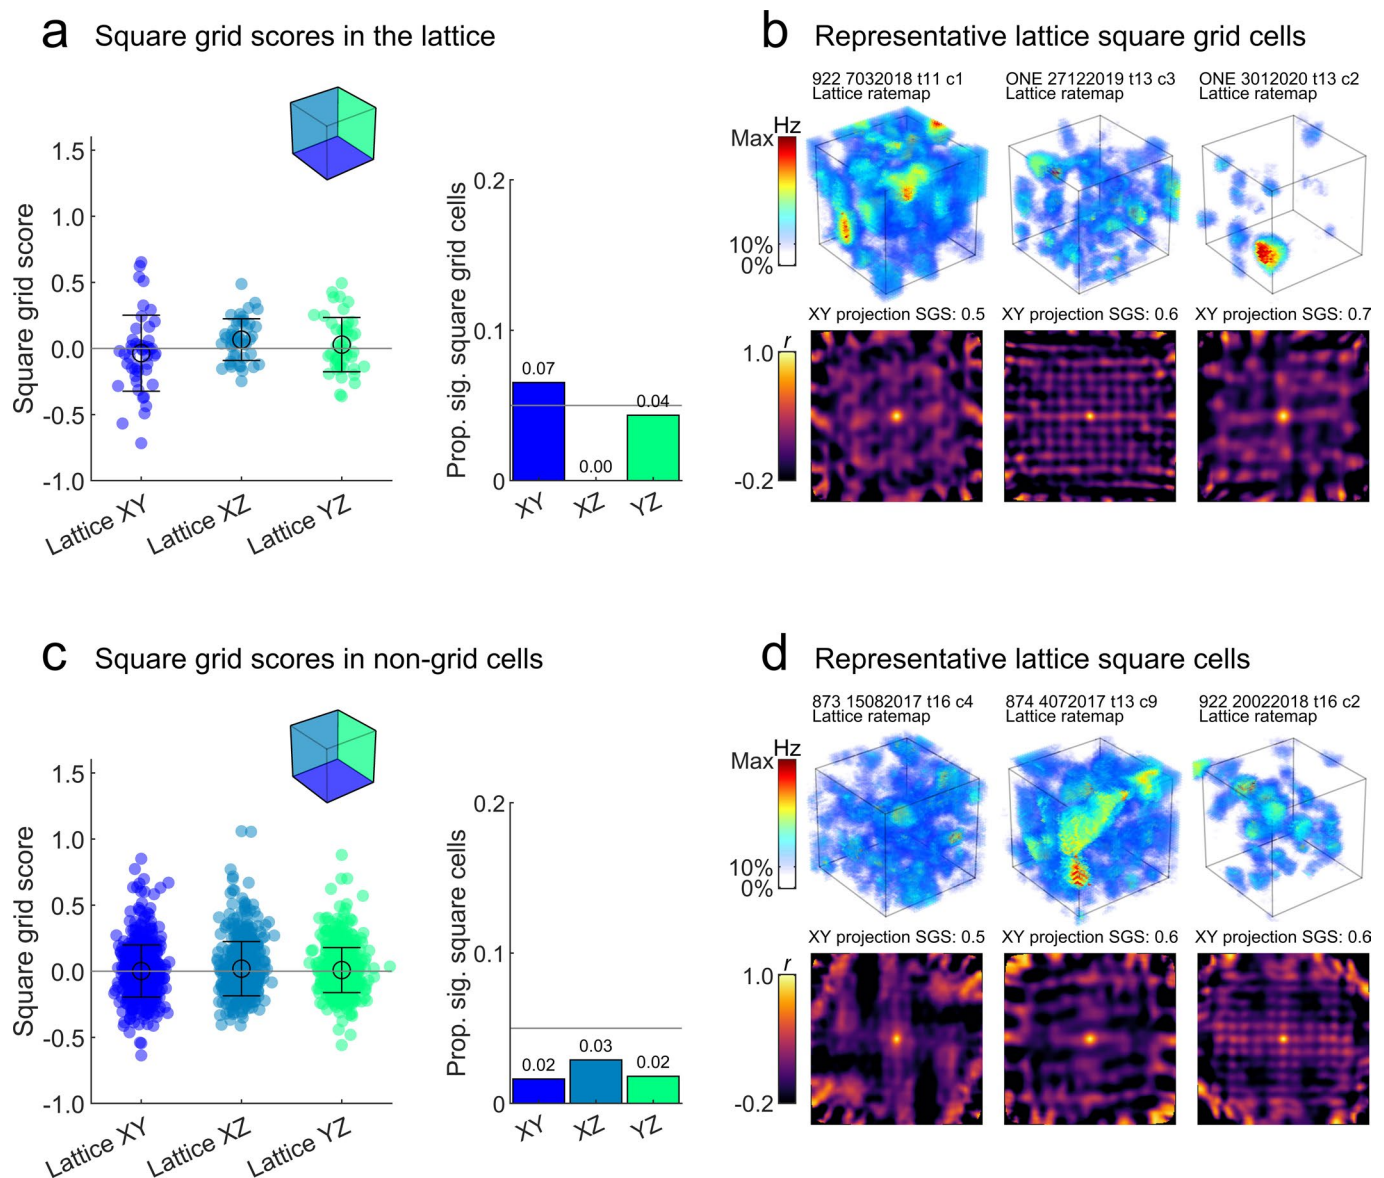 a Square grid scores in the lattice
Square grid score
1.5
1.0
0.5
0.0
-0.5
-1.0
Lattice XY
Lattice XZ
Lattice YZ
Prop. sig. square grid cells
0.2
0.1
0
0.07
0.00
0.04
XY
XZ
YZ
b Representative lattice square grid cells
922 7032018 t11 c1
Lattice ratemap
ONE 27122019 t13 c3
Lattice ratemap
ONE 3012020 t13 c2
Lattice ratemap
Hz
Max
10%
0%
XY projection SGS: 0.5
XY projection SGS: 0.6
XY projection SGS: 0.7
r
1.0
-0.2
c Square grid scores in non-grid cells
Square grid score
1.5
1.0
0.5
0.0
-0.5
-1.0
Lattice XY
Lattice XZ
Lattice YZ
Prop. sig. square cells
0.2
0.1
0
0.02
0.03
0.02
XY
XZ
YZ
d Representative lattice square cells
873 15082017 t16 c4
Lattice ratemap
874 4072017 t13 c9
Lattice ratemap
922 20022018 t16 c2
Lattice ratemap
Hz
Max
10%
0%
XY projection SGS: 0.5
XY projection SGS: 0.6
XY projection SGS: 0.6
r
1.0
-0.2